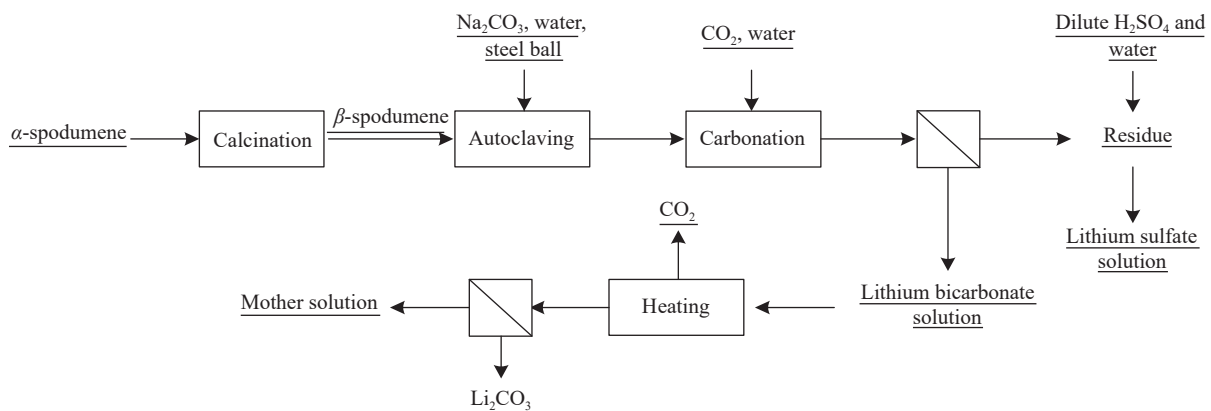 Na₂CO₃, water,
steel ball
CO₂, water
Dilute H₂SO₄ and
water
α-spodumene
Calcination
β-spodumene
Autoclaving
Carbonation
Residue
CO₂
Lithium sulfate
solution
Mother solution
Heating
Lithium bicarbonate
solution
Li₂CO₃